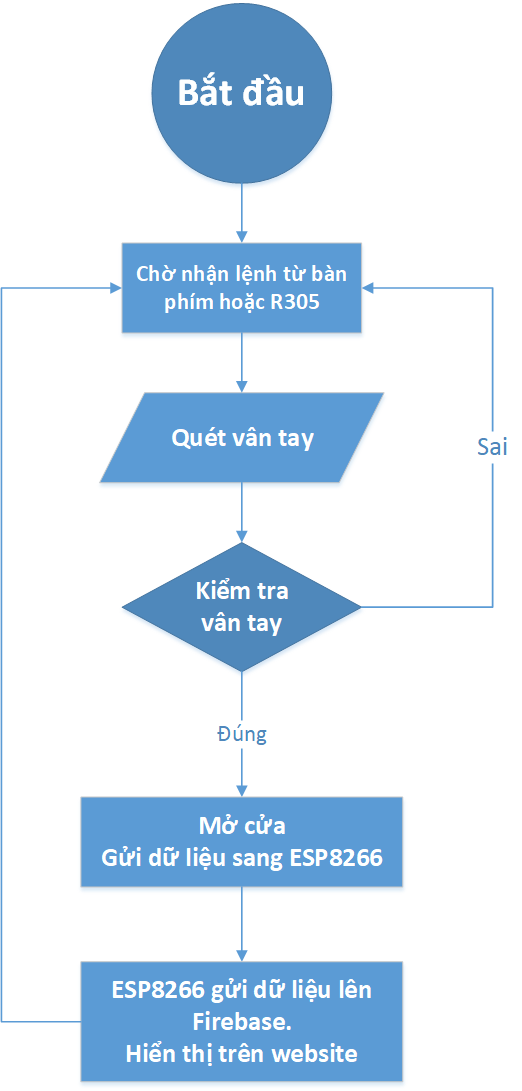 Bắt đầu
Chờ nhận lệnh từ bàn
phím hoặc R305
Quét vân tay
Sai
Kiểm tra
vân tay
Đúng
Mở cửa
Gửi dữ liệu sang ESP8266
ESP8266 gửi dữ liệu lên
Firebase.
Hiển thị trên website